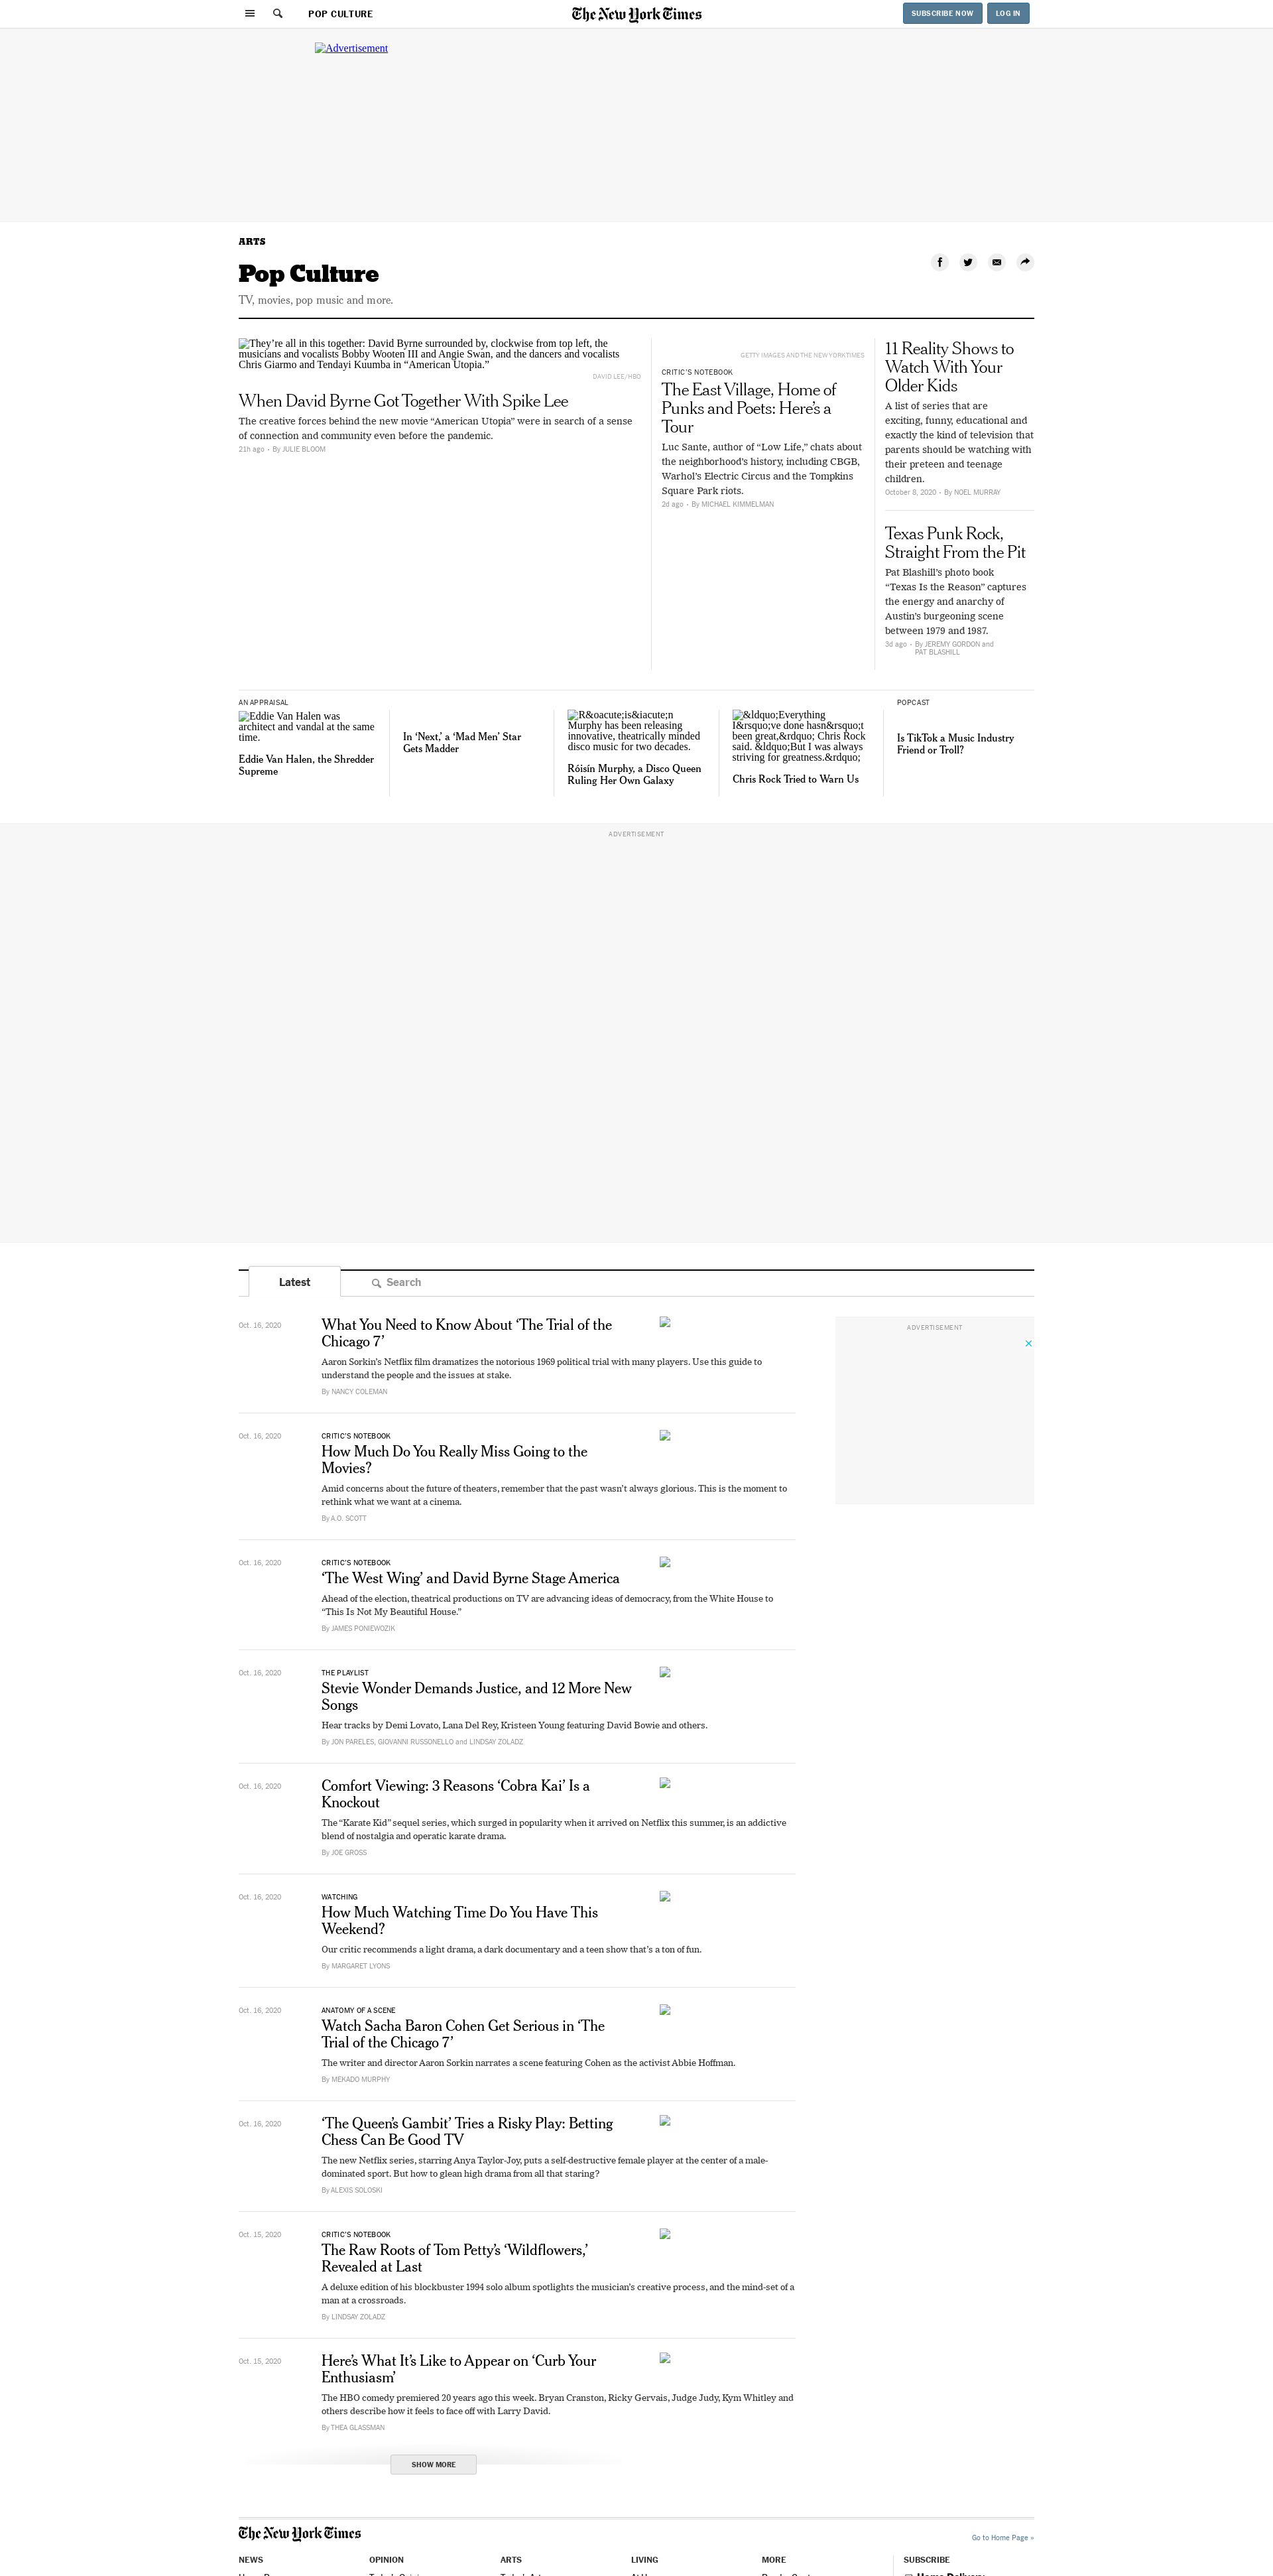 POP CULTURE
The New York Times
SUBSCRIBE NOW
LOG IN
Advertisement
ARTS
Pop Culture
TV, movies, pop music and more.
They’re all in this together: David Byrne surrounded by, clockwise from top left, the
musicians and vocalists Bobby Wooten III and Angie Swan, and the dancers and vocalists
Chris Giarmo and Tendayi Kuumba in “American Utopia.”
DAVID LEE/HBO
When David Byrne Got Together With Spike Lee
The creative forces behind the new movie “American Utopia” were in search of a sense
of connection and community even before the pandemic.
21h ago - By JULIE BLOOM
GETTY IMAGES AND THE NEW YORK TIMES
CRITIC’S NOTEBOOK
The East Village, Home of
Punks and Poets: Here’s a
Tour
Luc Sante, author of “Low Life,” chats about
the neighborhood’s history, including CBGB,
Warhol’s Electric Circus and the Tompkins
Square Park riots.
2d ago - By MICHAEL KIMMELMAN
11 Reality Shows to
Watch With Your
Older Kids
A list of series that are
exciting, funny, educational and
exactly the kind of television that
parents should be watching with
their preteen and teenage
children.
October 8, 2020 - By NOEL MURRAY
Texas Punk Rock,
Straight From the Pit
Pat Blashill’s photo book
“Texas Is the Reason” captures
the energy and anarchy of
Austin’s burgeoning scene
between 1979 and 1987.
3d ago - By JEREMY GORDON and
PAT BLASHILL
AN APPRAISAL
Eddie Van Halen was
architect and vandal at the same
time.
Eddie Van Halen, the Shredder
Supreme
In ‘Next,’ a ‘Mad Men’ Star
Gets Madder
R&oacute;is&iacute;n
Murphy has been releasing
innovative, theatrically minded
disco music for two decades.
Róisín Murphy, a Disco Queen
Ruling Her Own Galaxy
&ldquo;Everything
I&rsquo;ve done hasn&rsquo;t
been great,&rdquo; Chris Rock
said. &ldquo;But I was always
striving for greatness.&rdquo;
Chris Rock Tried to Warn Us
POPCAST
Is TikTok a Music Industry
Friend or Troll?
ADVERTISEMENT
Latest
Search
ADVERTISEMENT
Oct. 16, 2020
What You Need to Know About ‘The Trial of the
Chicago 7’
Aaron Sorkin’s Netflix film dramatizes the notorious 1969 political trial with many players. Use this guide to
understand the people and the issues at stake.
By NANCY COLEMAN
Oct. 16, 2020
CRITIC’S NOTEBOOK
How Much Do You Really Miss Going to the
Movies?
Amid concerns about the future of theaters, remember that the past wasn’t always glorious. This is the moment to
rethink what we want at a cinema.
By A.O. SCOTT
Oct. 16, 2020
CRITIC’S NOTEBOOK
‘The West Wing’ and David Byrne Stage America
Ahead of the election, theatrical productions on TV are advancing ideas of democracy, from the White House to
“This Is Not My Beautiful House.”
By JAMES PONIEWOZIK
Oct. 16, 2020
THE PLAYLIST
Stevie Wonder Demands Justice, and 12 More New
Songs
Hear tracks by Demi Lovato, Lana Del Rey, Kristeen Young featuring David Bowie and others.
By JON PARELES, GIOVANNI RUSSONELLO and LINDSAY ZOLADZ
Oct. 16, 2020
Comfort Viewing: 3 Reasons ‘Cobra Kai’ Is a
Knockout
The “Karate Kid” sequel series, which surged in popularity when it arrived on Netflix this summer, is an addictive
blend of nostalgia and operatic karate drama.
By JOE GROSS
Oct. 16, 2020
WATCHING
How Much Watching Time Do You Have This
Weekend?
Our critic recommends a light drama, a dark documentary and a teen show that’s a ton of fun.
By MARGARET LYONS
Oct. 16, 2020
ANATOMY OF A SCENE
Watch Sacha Baron Cohen Get Serious in ‘The
Trial of the Chicago 7’
The writer and director Aaron Sorkin narrates a scene featuring Cohen as the activist Abbie Hoffman.
By MEKADO MURPHY
Oct. 16, 2020
‘The Queen’s Gambit’ Tries a Risky Play: Betting
Chess Can Be Good TV
The new Netflix series, starring Anya Taylor-Joy, puts a self-destructive female player at the center of a male-
dominated sport. But how to glean high drama from all that staring?
By ALEXIS SOLOSKI
Oct. 15, 2020
CRITIC’S NOTEBOOK
The Raw Roots of Tom Petty’s ‘Wildflowers,’
Revealed at Last
A deluxe edition of his blockbuster 1994 solo album spotlights the musician’s creative process, and the mind-set of a
man at a crossroads.
By LINDSAY ZOLADZ
Oct. 15, 2020
Here’s What It’s Like to Appear on ‘Curb Your
Enthusiasm’
The HBO comedy premiered 20 years ago this week. Bryan Cranston, Ricky Gervais, Judge Judy, Kym Whitley and
others describe how it feels to face off with Larry David.
By THEA GLASSMAN
SHOW MORE
The New York Times
Go to Home Page »
NEWS
OPINION
ARTS
LIVING
MORE
SUBSCRIBE